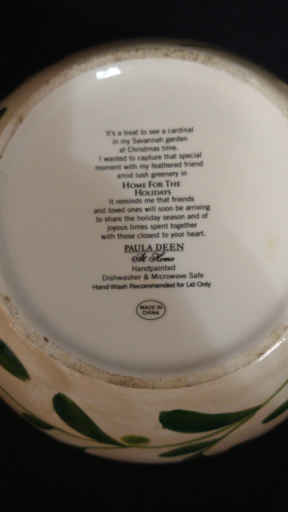 It's a treat to see a cardinal
in my Savannah garden
at Christmas time.
I wanted to capture that special
moment with my feathered friend
amid lush greenery in
HOME FOR THE
HOLIDAYS
It reminds me that friends
and loved ones will soon be arriving
to share the holiday season and of
joyous times spent together
with those closest to your heart.
PAULA DEEN
At Home
Handpainted
Dishwasher & Microwave Safe
Hand Wash Recommended for Lid Only
MADE IN
CHINA